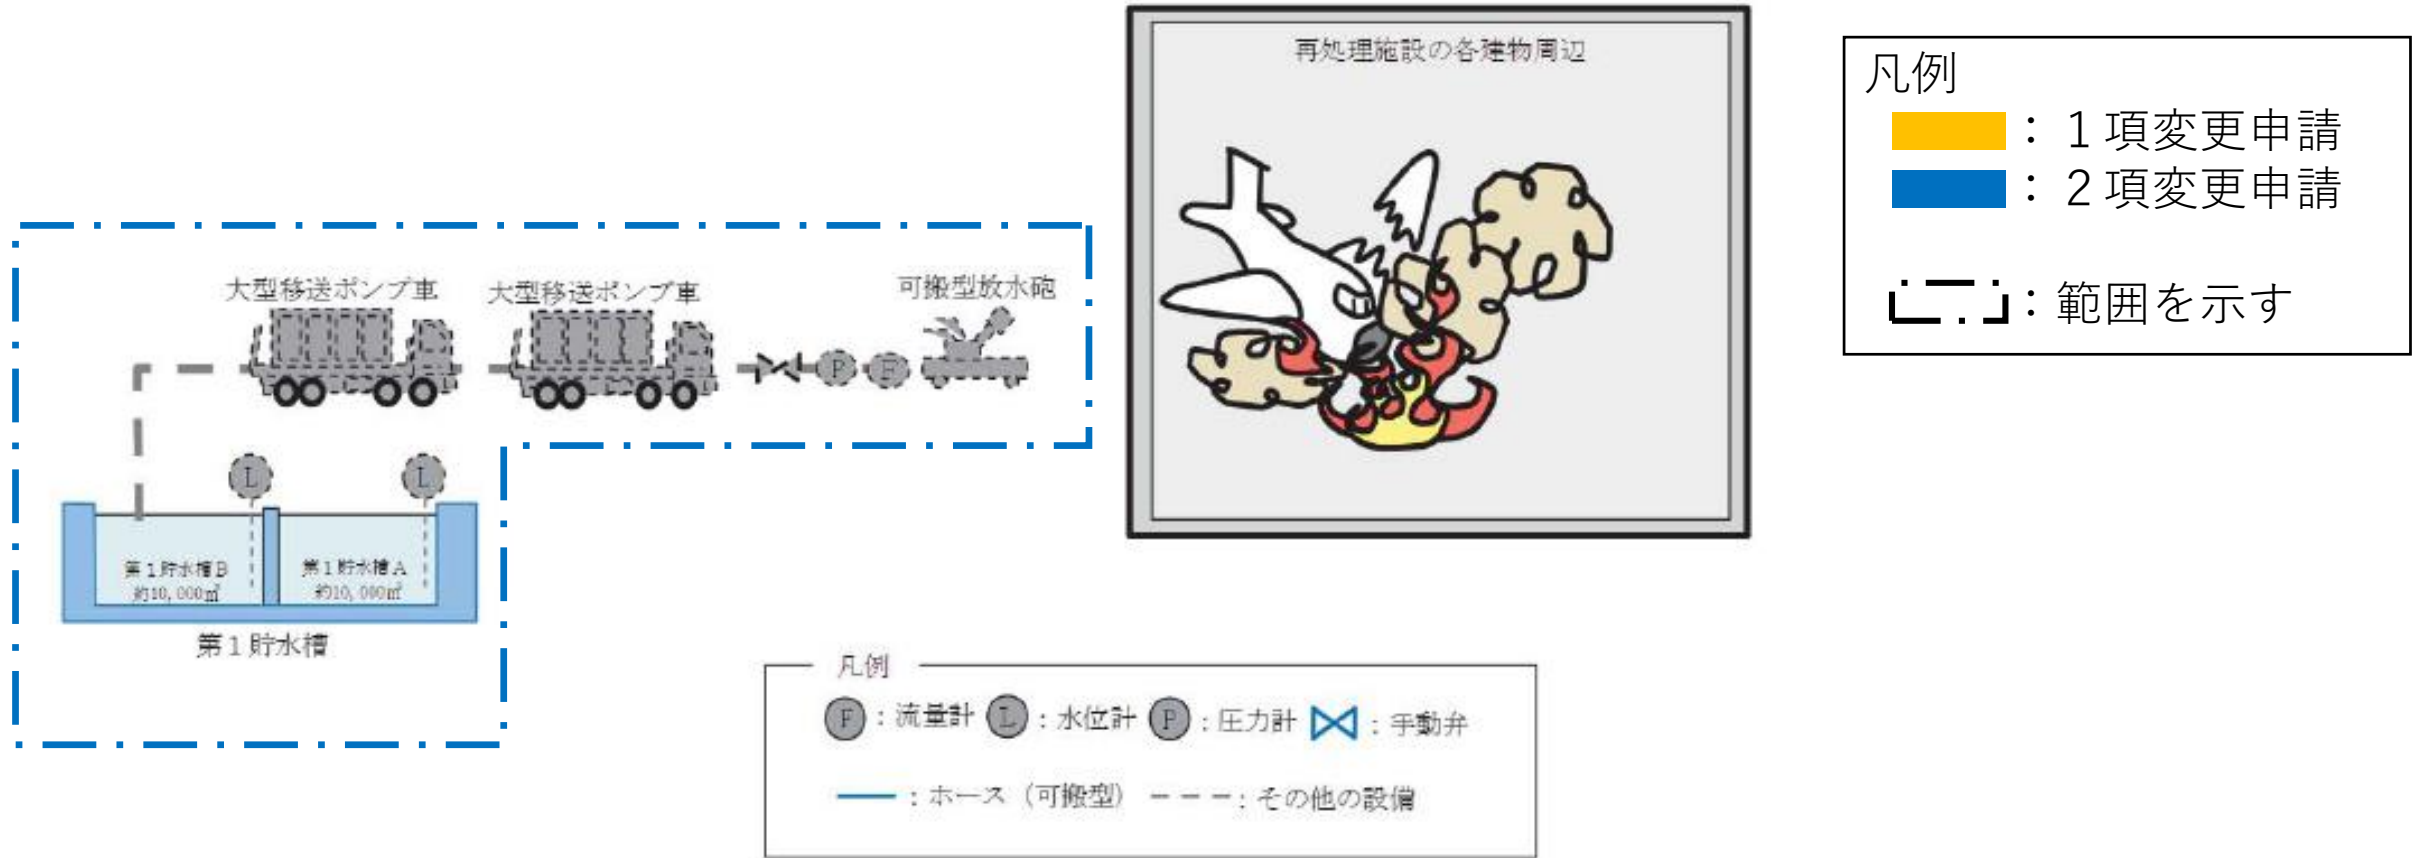 再処理施設の各建物周辺
凡例
：１項変更申請
：２項変更申請
：範囲を示す
大型移送ポンプ車
大型移送ポンプ車
可搬型放水砲
P
F
L
L
第１貯水槽B
約10,000㎥
第１貯水槽A
約10,000㎥
第１貯水槽
凡例
F：流量計 L：水位計 P：圧力計 ：手動弁
：ホース（可搬型） ：その他の設備